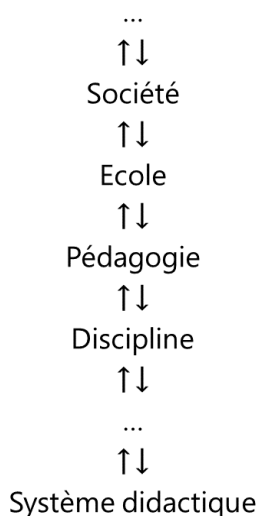 ...
↑↓
Société
↑↓
Ecole
↑↓
Pédagogie
↑↓
Discipline
↑↓
...
↑↓
Système didactique